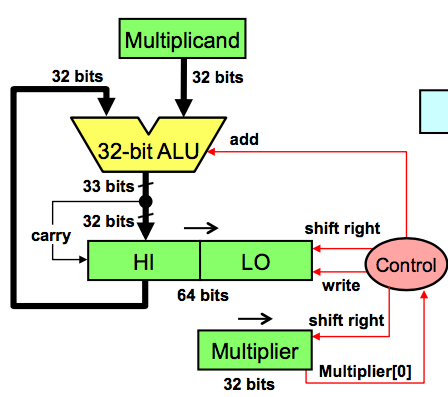 Multiplicand
32 bits
32 bits
32-bit ALU
add
33 bits
32 bits
carry
shift right
HI
LO
Control
write
64 bits
shift right
Multiplier
Multiplier[0]
32 bits